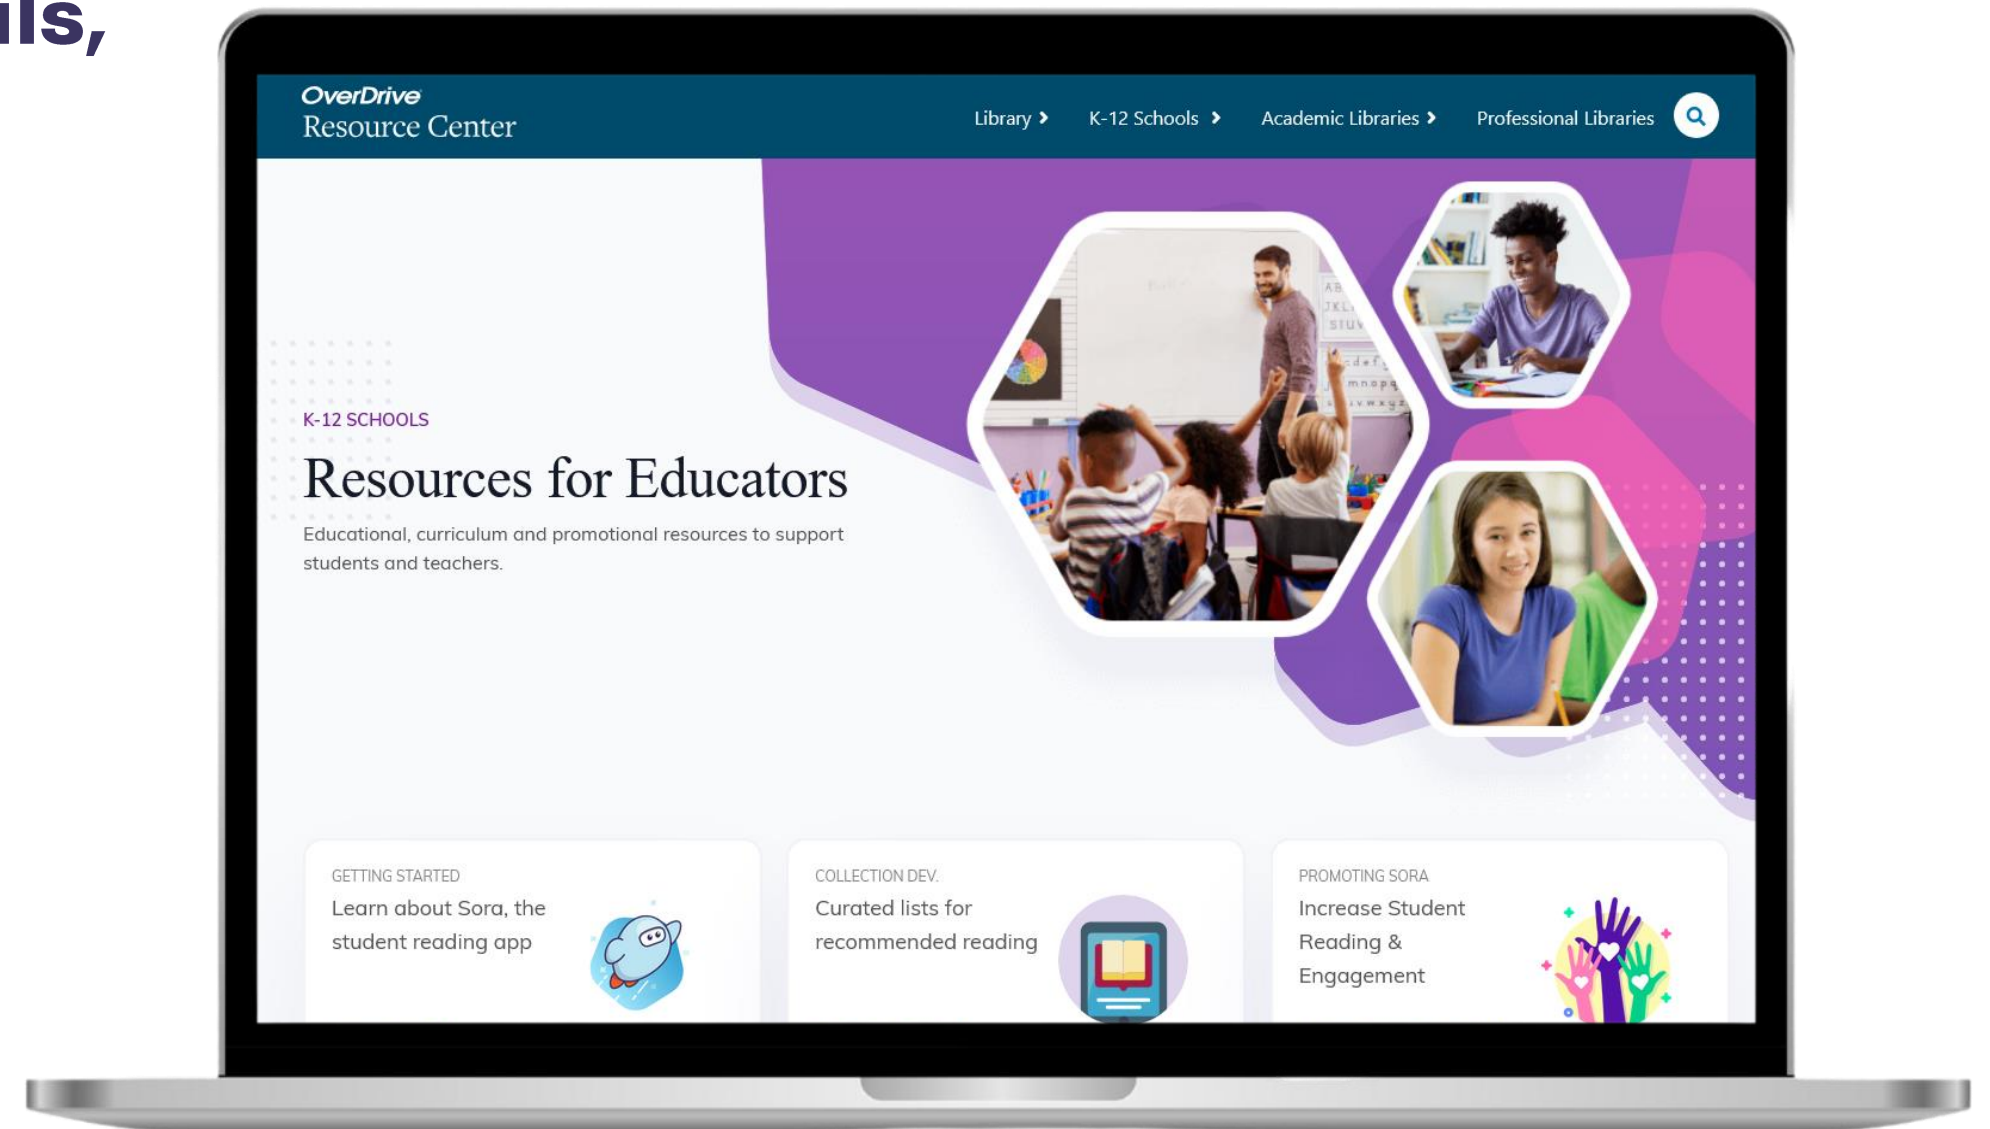 OverDrive
Resource Center
Library
K-12 Schools
Academic Libraries
Professional Libraries
K-12 SCHOOLS
Resources for Educators
Educational, curriculum and promotional resources to support
students and teachers.
GETTING STARTED
Learn about Sora, the
student reading app
COLLECTION DEV.
Curated lists for
recommended reading
PROMOTING SORA
Increase Student
Reading &
Engagement